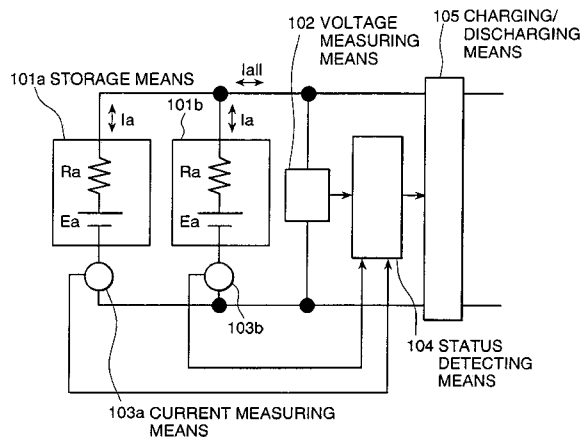 105 CHARGING/
DISCHARGING
MEANS
102 VOLTAGE
MEASURING
MEANS
Iall
101a STORAGE MEANS
101b
Ia
Ia
Ra
Ra
Ea
Ea
103b
104 STATUS
DETECTING
MEANS
103a CURRENT MEASURING
MEANS